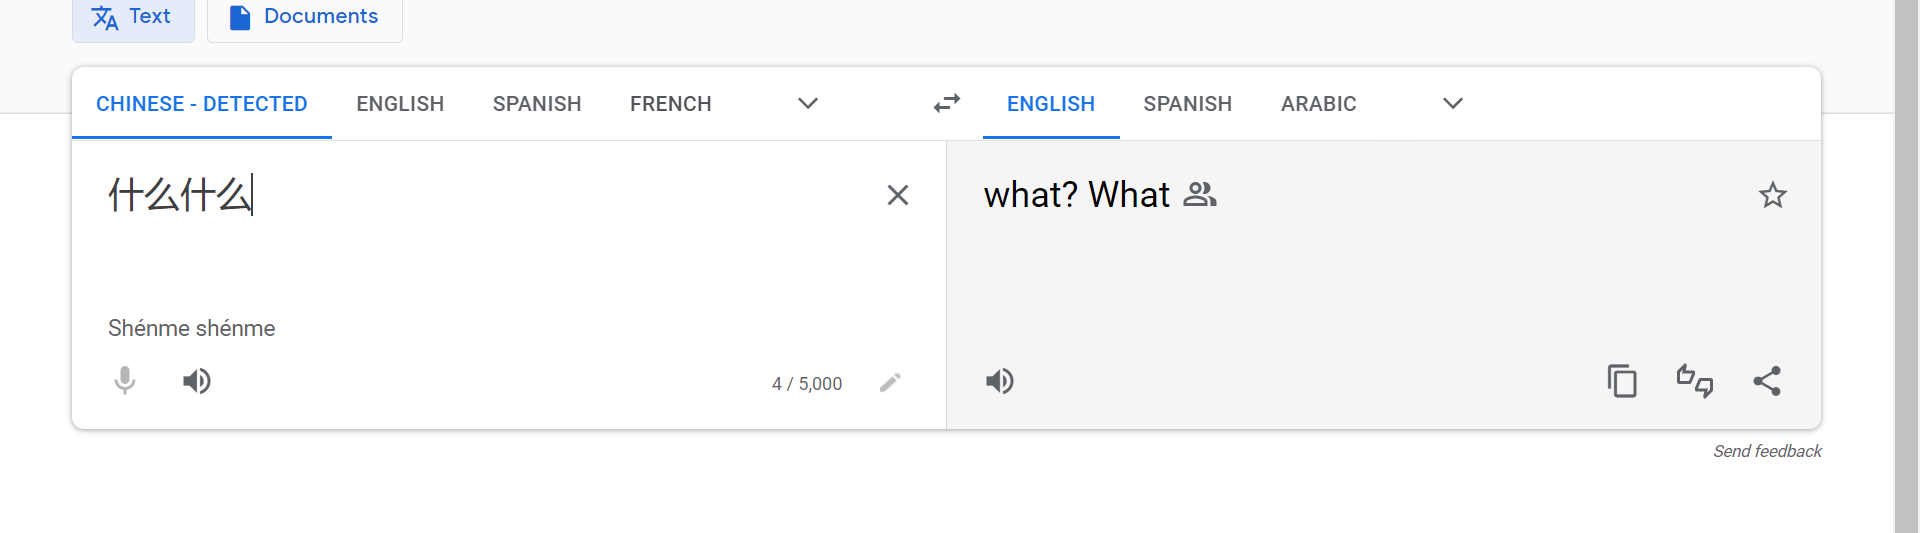 Text Documents
CHINESE - DETECTED ENGLISH SPANISH FRENCH ENGLISH SPANISH ARABIC
什么什么
what? What
Shénme shénme
4 / 5,000
Send feedback